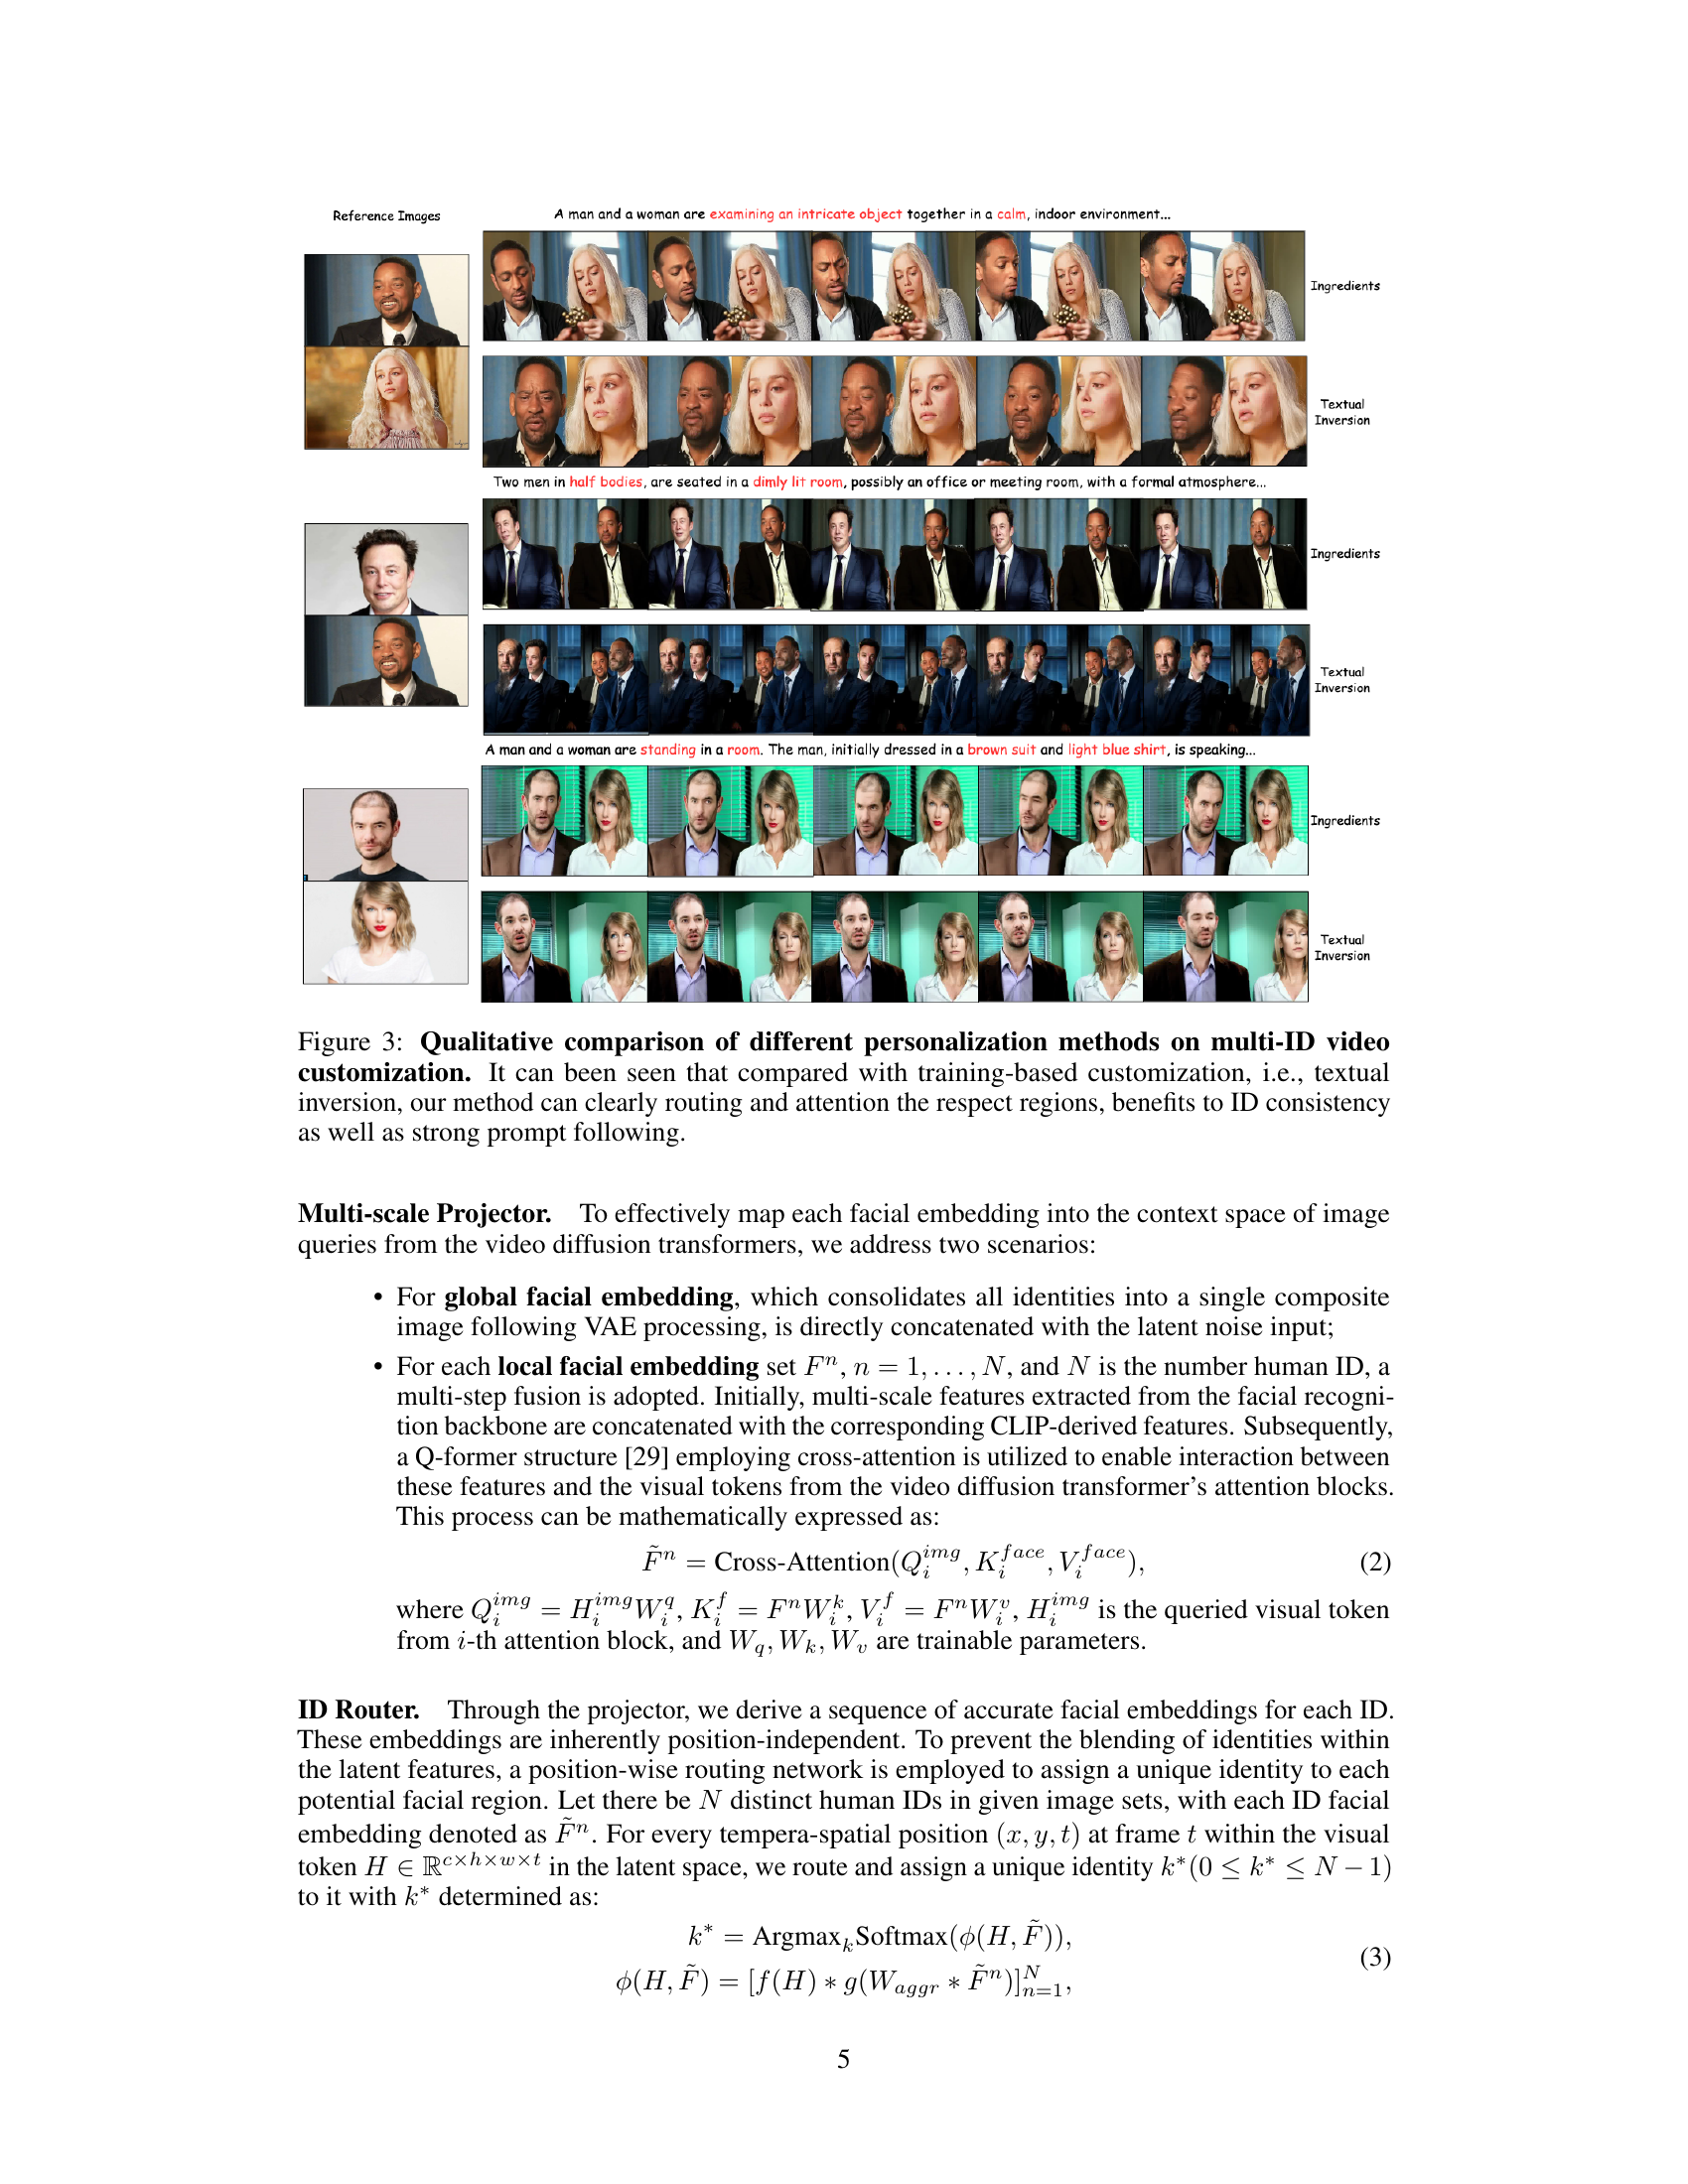 Reference Images
A man and a woman are examining an intricate object together in a calm, indoor environment...
Ingredients
Textual
Inversion
Two men in half bodies, are seated in a dimly lit room, possibly an office or meeting room, with a formal atmosphere...
Ingredients
Textual
Inversion
A man and a woman are standing in a room. The man, initially dressed in a brown suit and light blue shirt, is speaking...
Ingredients
Textual
Inversion
Figure 3: Qualitative comparison of different personalization methods on multi-ID video
customization. It can been seen that compared with training-based customization, i.e., textual
inversion, our method can clearly routing and attention the respect regions, benefits to ID consistency
as well as strong prompt following.
Multi-scale Projector. To effectively map each facial embedding into the context space of image
queries from the video diffusion transformers, we address two scenarios:
• For global facial embedding, which consolidates all identities into a single composite
image following VAE processing, is directly concatenated with the latent noise input;
• For each local facial embedding set $F^n, n = 1, \ldots, N$, and $N$ is the number human ID, a
multi-step fusion is adopted. Initially, multi-scale features extracted from the facial recogni-
tion backbone are concatenated with the corresponding CLIP-derived features. Subsequently,
a Q-former structure [29] employing cross-attention is utilized to enable interaction between
these features and the visual tokens from the video diffusion transformer's attention blocks.
This process can be mathematically expressed as:
$\tilde{F}^n = \text{Cross-Attention}(Q_i^{img}, K_i^{face}, V_i^{face}),$ (2)
where $Q_i^{img} = H_i^{img} W_i^q, K_i^f = F^n W_i^k, V_i^f = F^n W_i^v, H_i^{img}$ is the queried visual token
from $i$-th attention block, and $W_q, W_k, W_v$ are trainable parameters.
ID Router. Through the projector, we derive a sequence of accurate facial embeddings for each ID.
These embeddings are inherently position-independent. To prevent the blending of identities within
the latent features, a position-wise routing network is employed to assign a unique identity to each
potential facial region. Let there be $N$ distinct human IDs in given image sets, with each ID facial
embedding denoted as $\tilde{F}^n$. For every tempera-spatial position $(x, y, t)$ at frame $t$ within the visual
token $H \in \mathbb{R}^{c \times h \times w \times t}$ in the latent space, we route and assign a unique identity $k^*(0 \leq k^* \leq N - 1)$
to it with $k^*$ determined as:
$k^* = \text{Argmax}_k \text{Softmax}(\phi(H, \tilde{F})),$
$\phi(H, \tilde{F}) = [f(H) * g(W_{aggr} * \tilde{F}^n)]_{n=1}^N,$ (3)
5